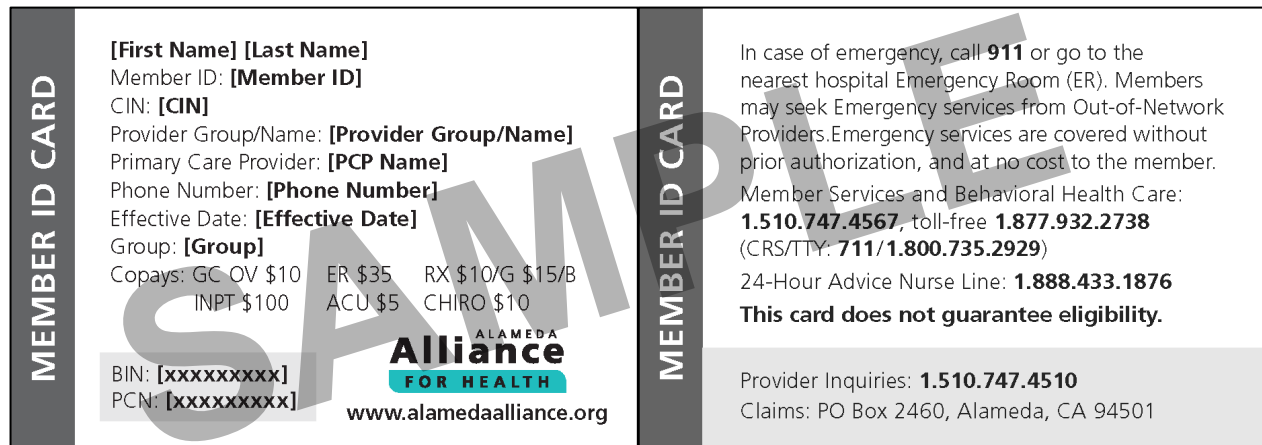 MEMBER ID CARD
[First Name] [Last Name]
Member ID: [Member ID]
CIN: [CIN]
Provider Group/Name: [Provider Group/Name]
Primary Care Provider: [PCP Name]
Phone Number: [Phone Number]
Effective Date: [Effective Date]
Group: [Group]
Copays: GC OV $10 ER $35 RX $10/G $15/B
INPT $100 ACU $5 CHIRO $10
BIN: [xxxxxxxxx]
PCN: [xxxxxxxxx]
ALAMEDA
Alliance
FOR HEALTH
www.alamedaalliance.org
MEMBER ID CARD
In case of emergency, call 911 or go to the
nearest hospital Emergency Room (ER). Members
may seek Emergency services from Out-of-Network
Providers.Emergency services are covered without
prior authorization, and at no cost to the member.
Member Services and Behavioral Health Care:
1.510.747.4567, toll-free 1.877.932.2738
(CRS/TTY: 711/1.800.735.2929)
24-Hour Advice Nurse Line: 1.888.433.1876
This card does not guarantee eligibility.
Provider Inquiries: 1.510.747.4510
Claims: PO Box 2460, Alameda, CA 94501
SAMPLE